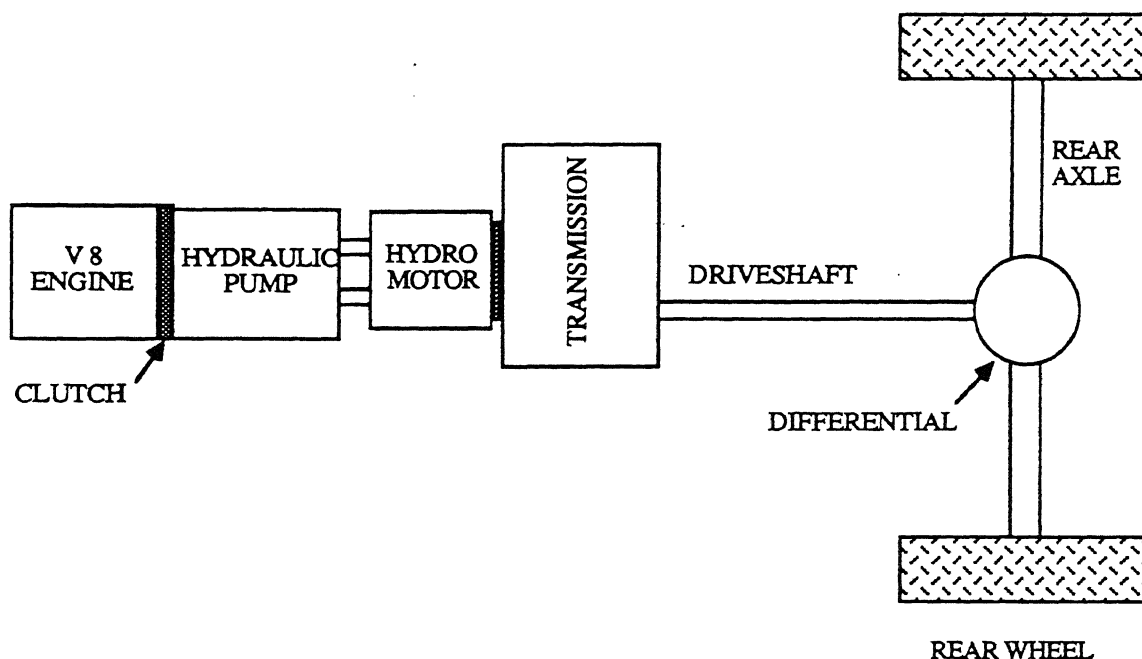 REAR
AXLE
TRANSMISSION
V 8
ENGINE
HYDRAULIC
PUMP
HYDRO
MOTOR
DRIVESHAFT
CLUTCH
DIFFERENTIAL
REAR WHEEL